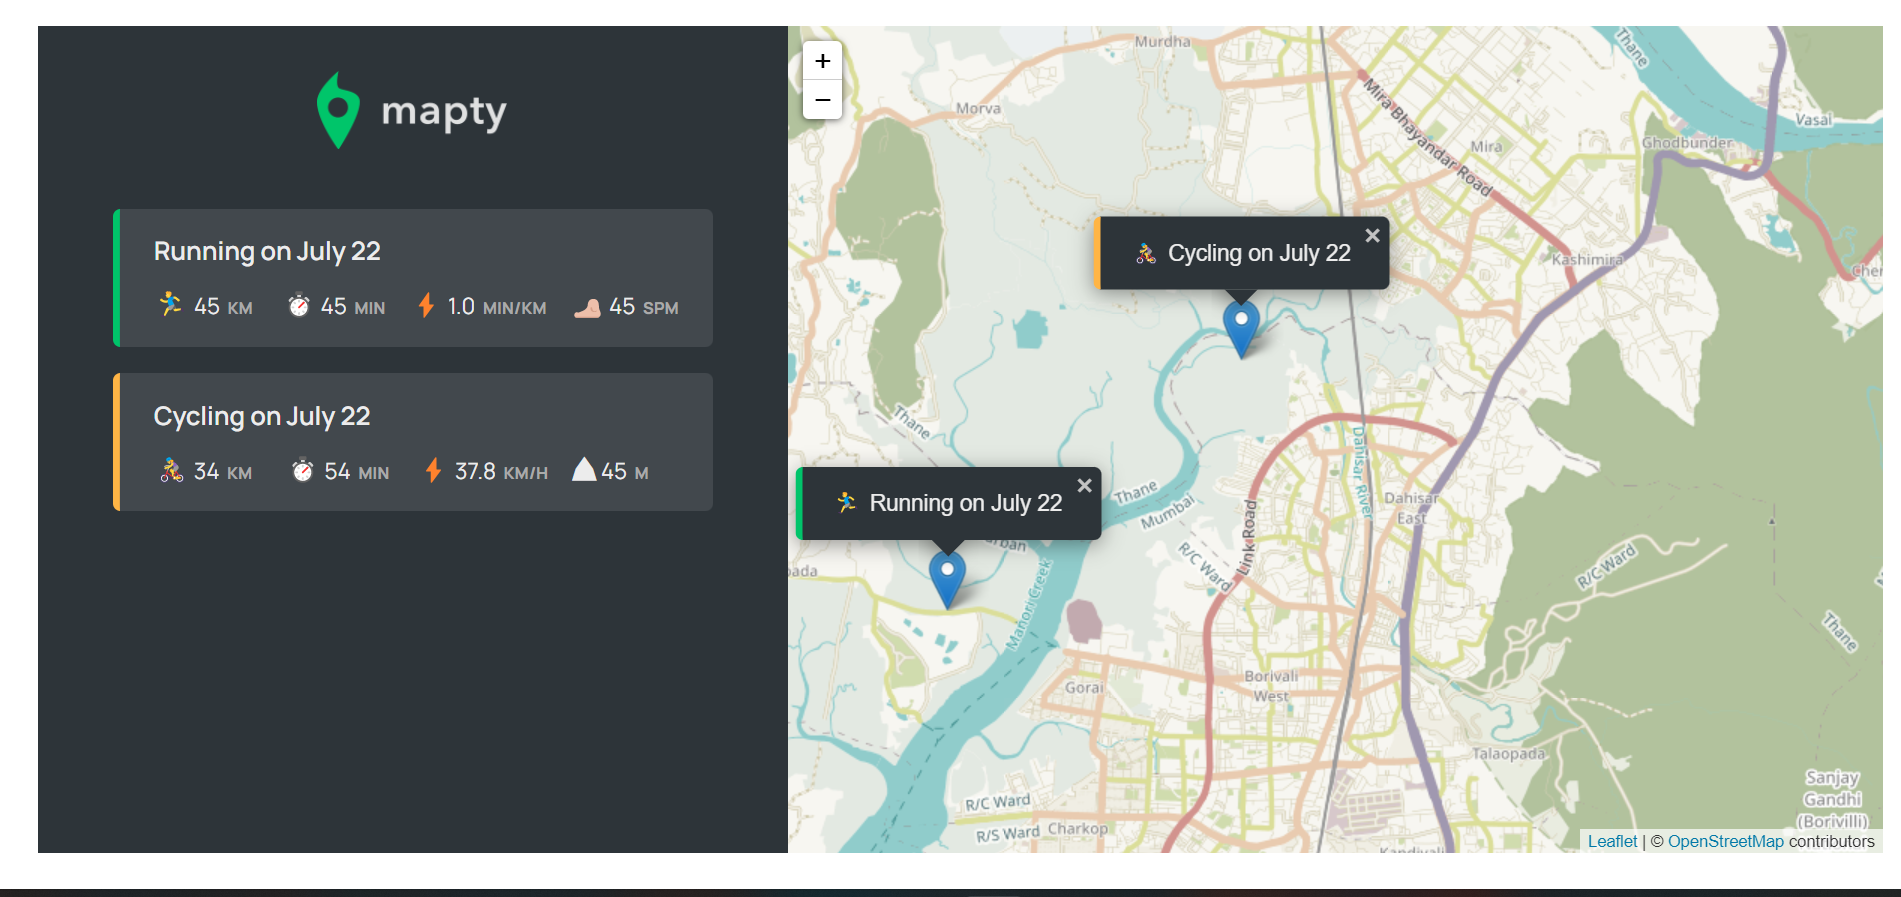 mapty
Running on July 22
45 KM 45 MIN 1.0 MIN/KM 45 SPM
Cycling on July 22
34 KM 54 MIN 37.8 KM/H 45 M
+
−
Murdha
Thane
Morva
Mira Bhayandar Road
Mira
Vasai
Ghodbunder
× Cycling on July 22
Kashimira
Thane
Dahisar River
× Running on July 22
Thane
Mumbai
Dahisar
East
Link Road
R/C Ward
R/C Ward
Manori Creek
Thane
Gorai
Borivali
West
Talaopada
Sanjay
Gandhi
(Borivilli)
R/C Ward
R/S Ward Charkop
Kandivali
Leaflet | © OpenStreetMap contributors